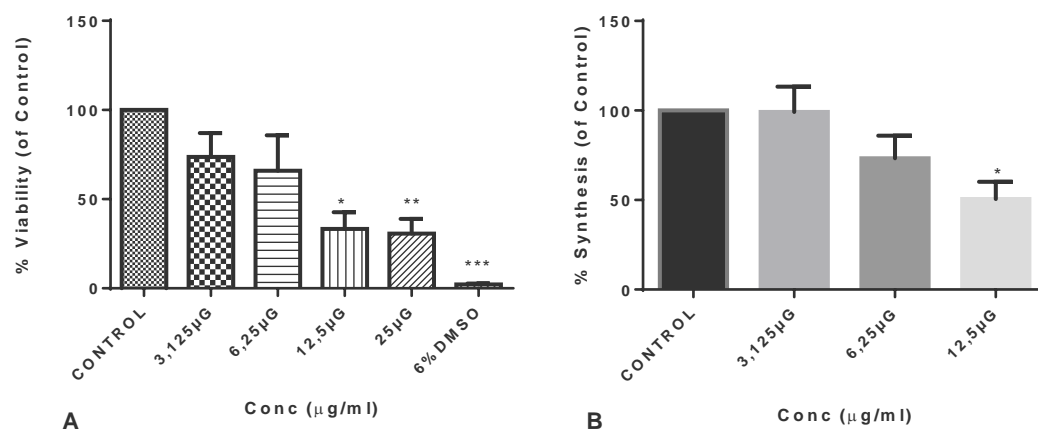 % Viability (of Control)
150
100
50
0
*
**
***
CONTROL
3,125µG
6,25µG
12,5µG
25µG
6%DMSO
Conc (µg/ml)
A
% Synthesis (of Control)
150
100
50
0
*
CONTROL
3,125µG
6,25µG
12,5µG
Conc (µg/ml)
B